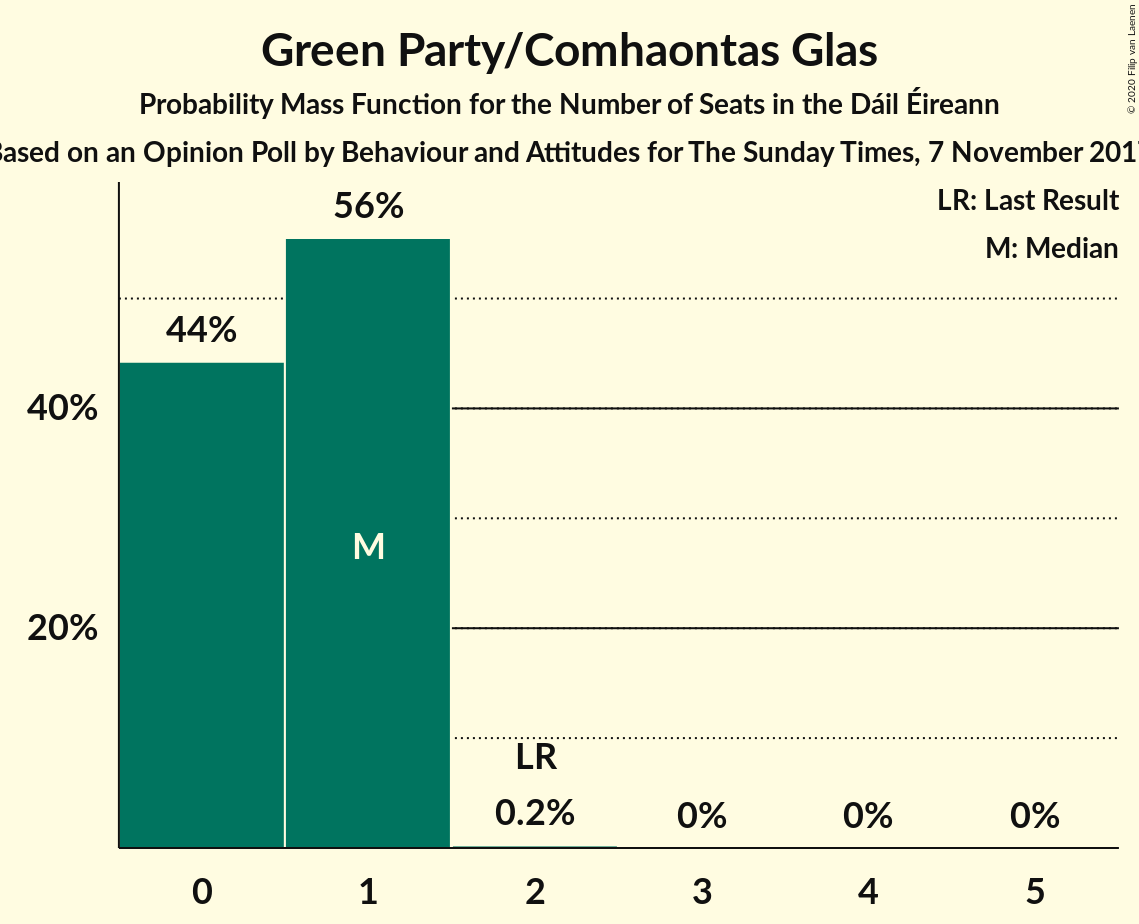 Green Party/Comhaontas Glas
Probability Mass Function for the Number of Seats in the Dáil Éireann
Based on an Opinion Poll by Behaviour and Attitudes for The Sunday Times, 7 November 2017
© 2020 Filip van Laenen
LR: Last Result
M: Median
56%
44%
40%
M
20%
LR
0.2%
0%
0%
0%
0
1
2
3
4
5